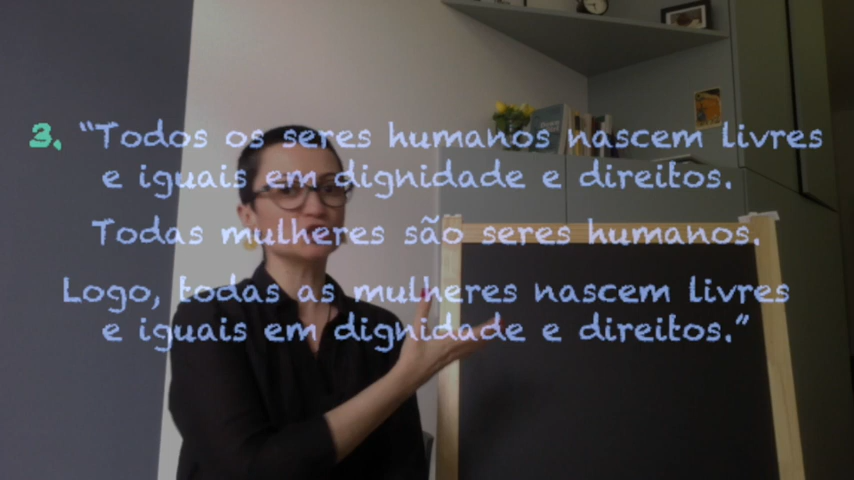 3. “Todos os seres humanos nascem livres
e iguais em dignidade e direitos.
Todas mulheres são seres humanos.
Logo, todas as mulheres nascem livres
e iguais em dignidade e direitos.”